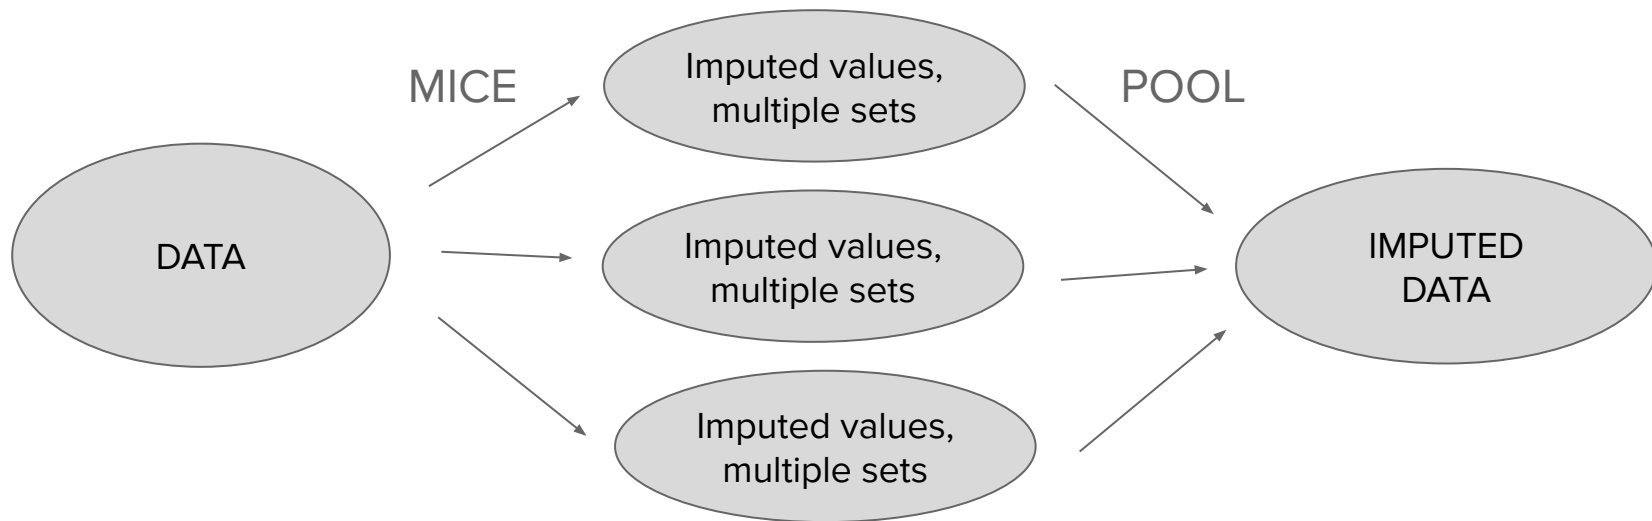 MICE
POOL
DATA
Imputed values,
multiple sets
Imputed values,
multiple sets
Imputed values,
multiple sets
IMPUTED
DATA